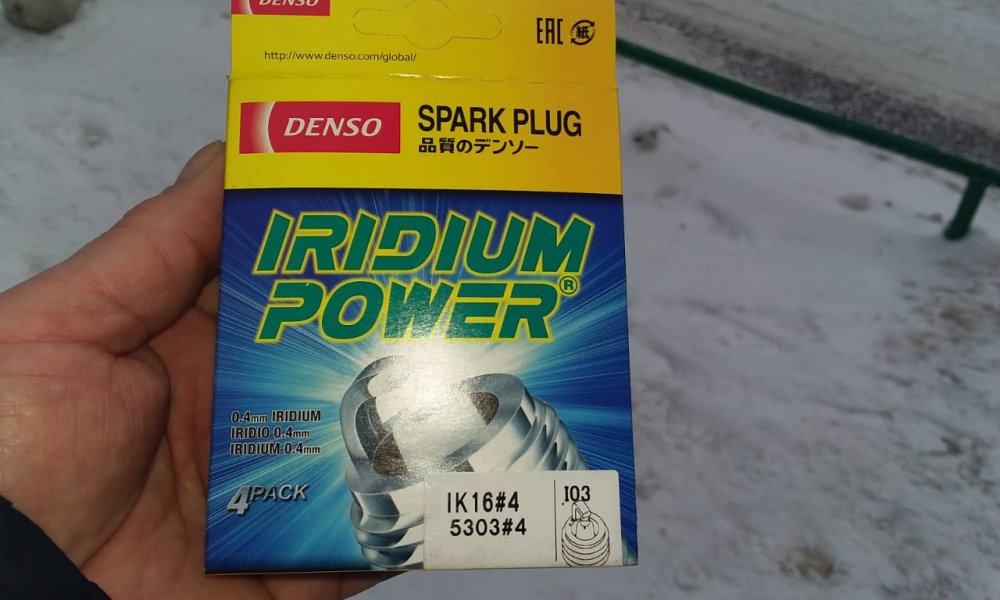 DENSO
EAC 紙
http://www.denso.com/global/
DENSO
SPARK PLUG
品質のデンソー
IRIDIUM
POWER®
0.4mm IRIDIUM
IRIDIO 0.4mm
IRIDIUM 0.4mm
4PACK
IK16#4
5303#4
I03